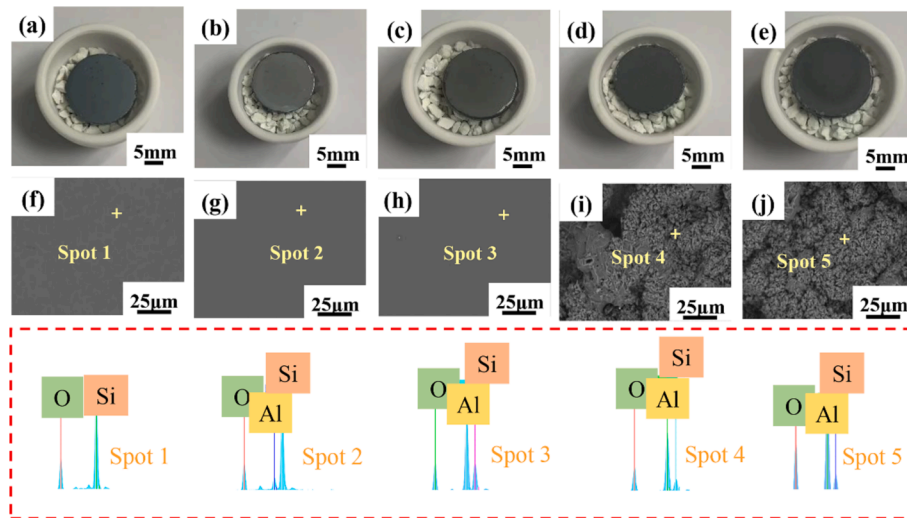 (a) (b) (c) (d) (e)
5mm 5mm 5mm 5mm 5mm
(f) (g) (h) (i) (j)
Spot 1 Spot 2 Spot 3 Spot 4 Spot 5
25μm 25μm 25μm 25μm 25μm
O Si O Al Si O Al Si O Al Si O Al Si
Spot 1 Spot 2 Spot 3 Spot 4 Spot 5